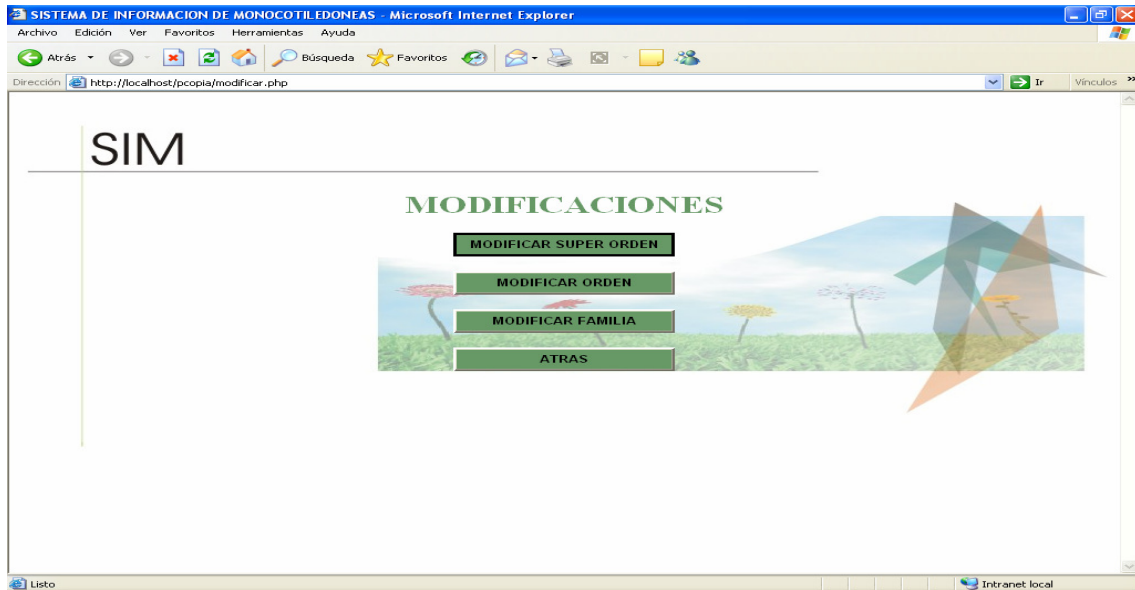 SISTEMA DE INFORMACION DE MONOCOTILEDONEAS - Microsoft Internet Explorer
Archivo Edición Ver Favoritos Herramientas Ayuda
Atrás Búsqueda Favoritos
Dirección http://localhost/pcopia/modificar.php Ir Vínculos »
SIM
MODIFICACIONES
MODIFICAR SUPER ORDEN
MODIFICAR ORDEN
MODIFICAR FAMILIA
ATRAS
Listo Intranet local